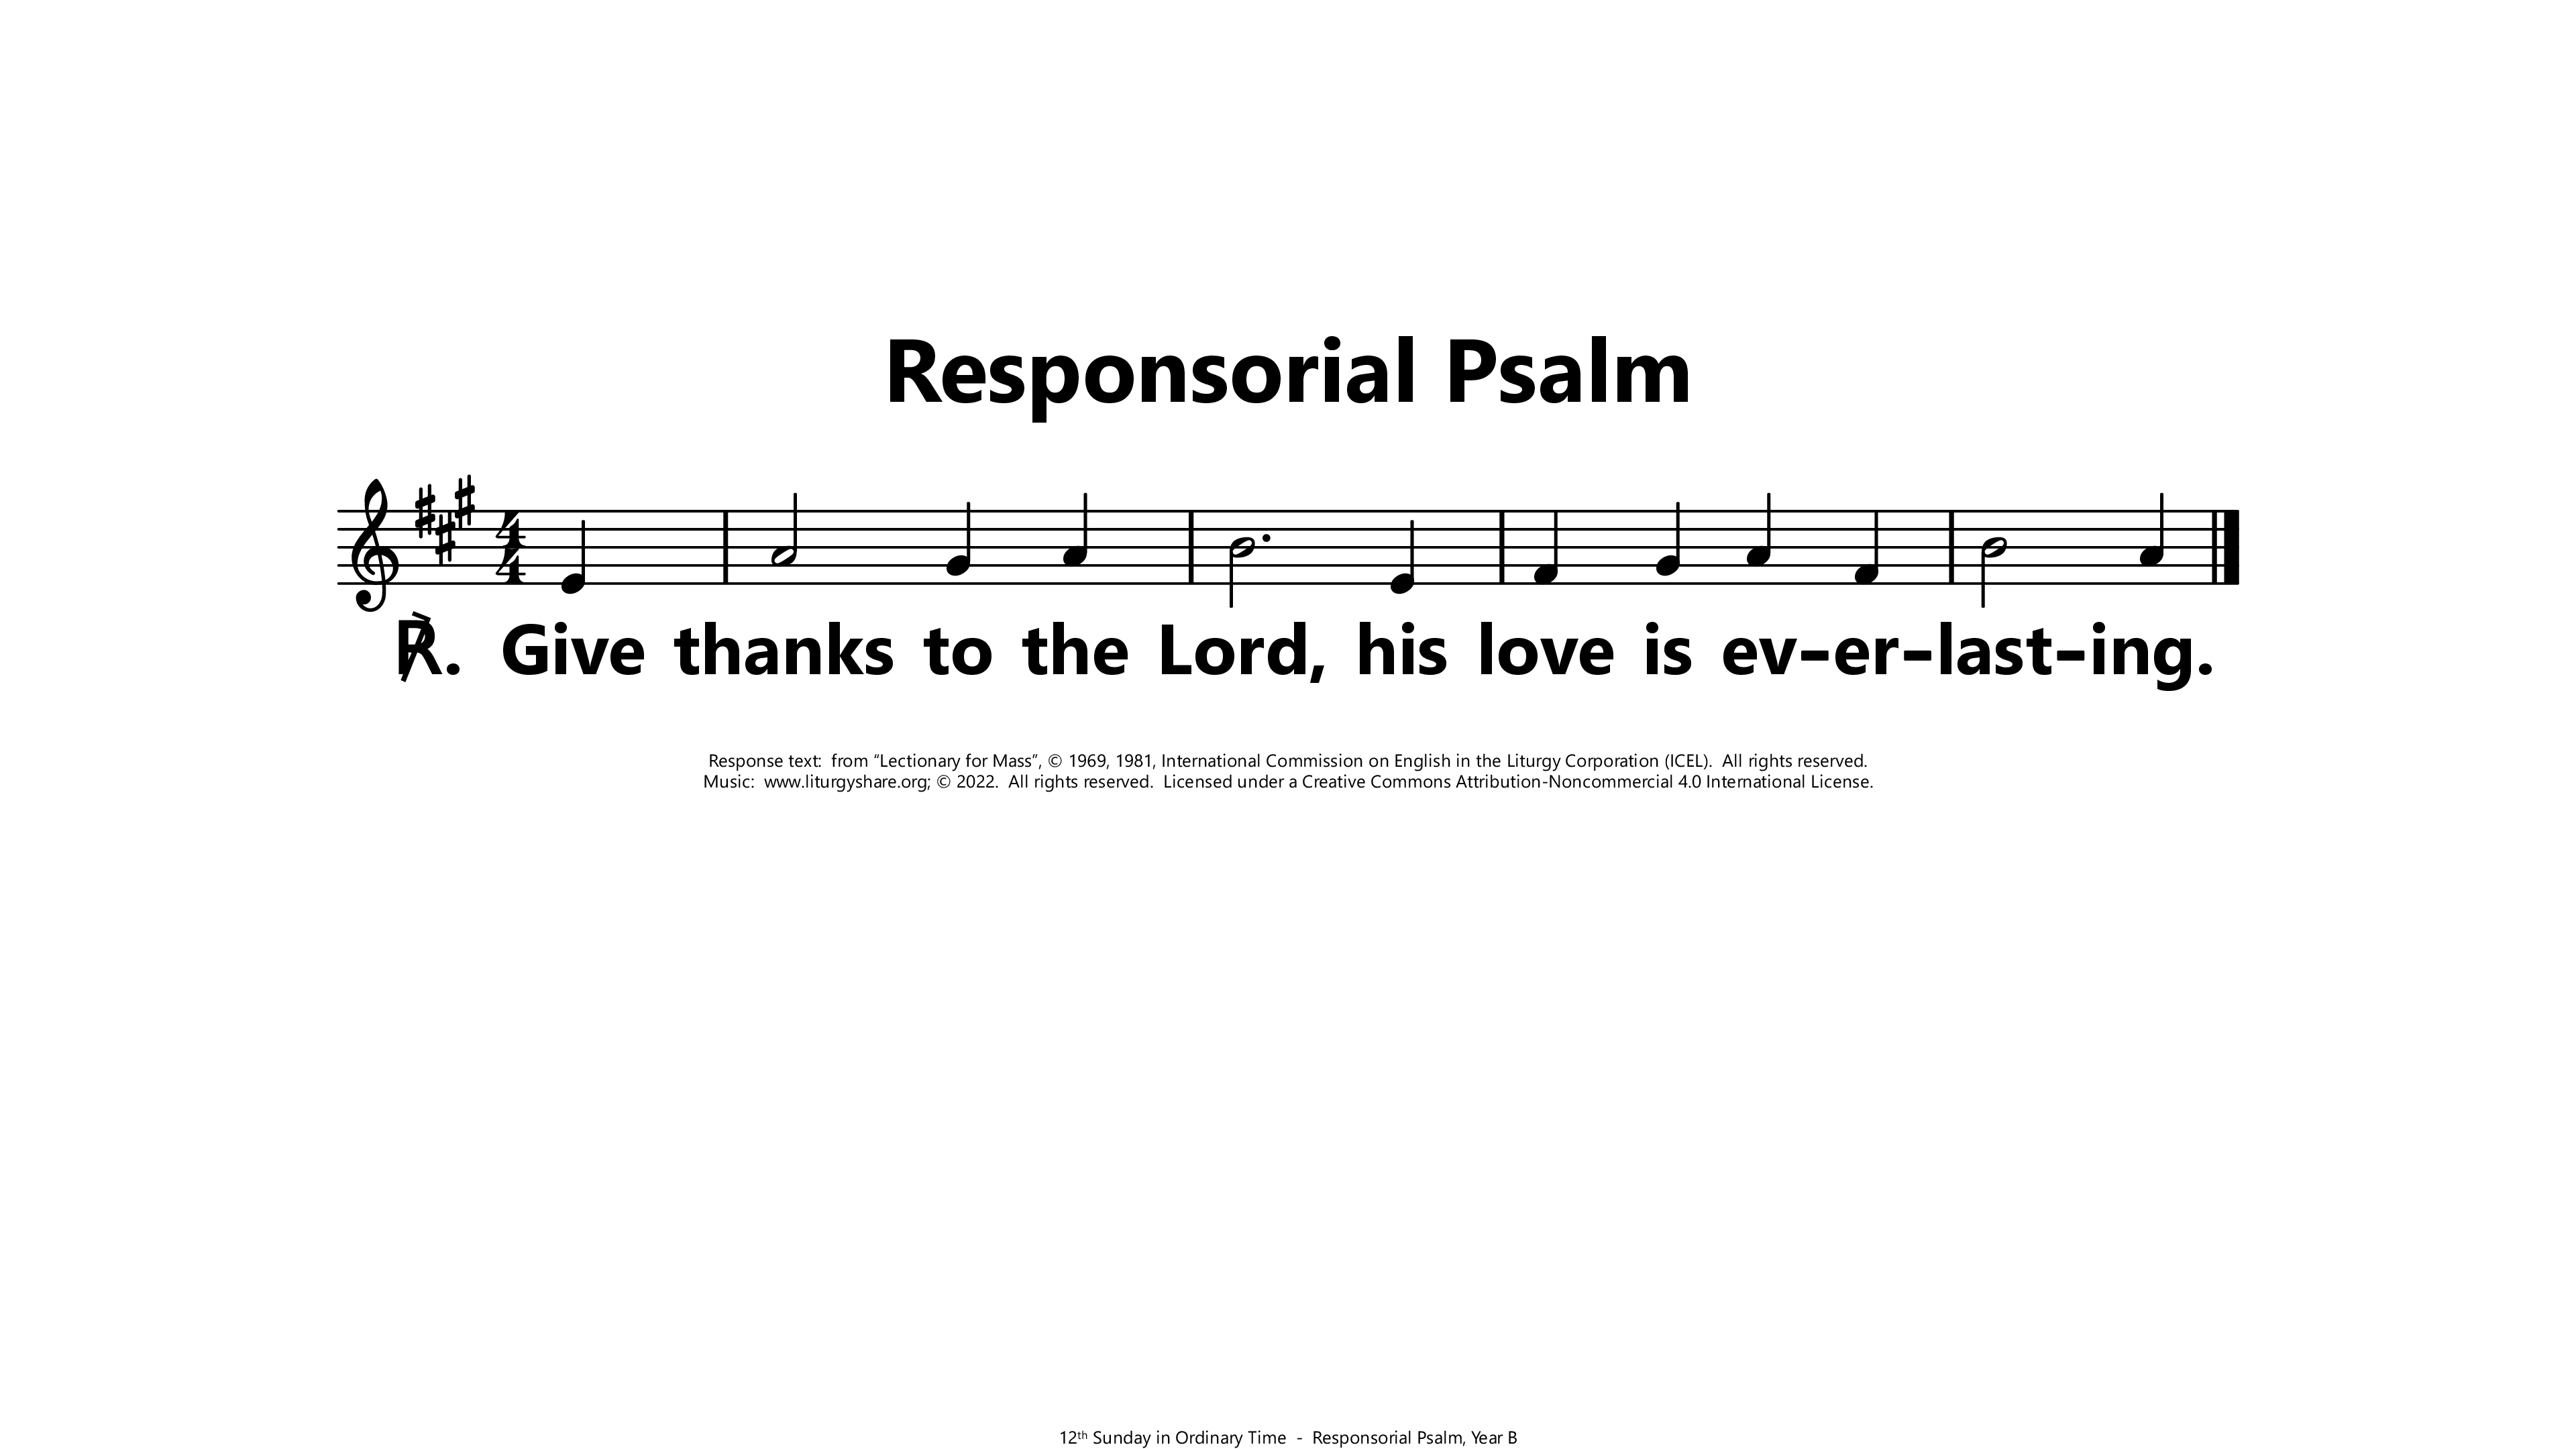 Responsorial Psalm
℟. Give thanks to the Lord, his love is ev-er-last-ing.
Response text:  from “Lectionary for Mass”, © 1969, 1981, International Commission on English in the Liturgy Corporation (ICEL).  All rights reserved.
Music:  www.liturgyshare.org; © 2022.  All rights reserved.  Licensed under a Creative Commons Attribution-Noncommercial 4.0 International License.
12th Sunday in Ordinary Time  -  Responsorial Psalm, Year B